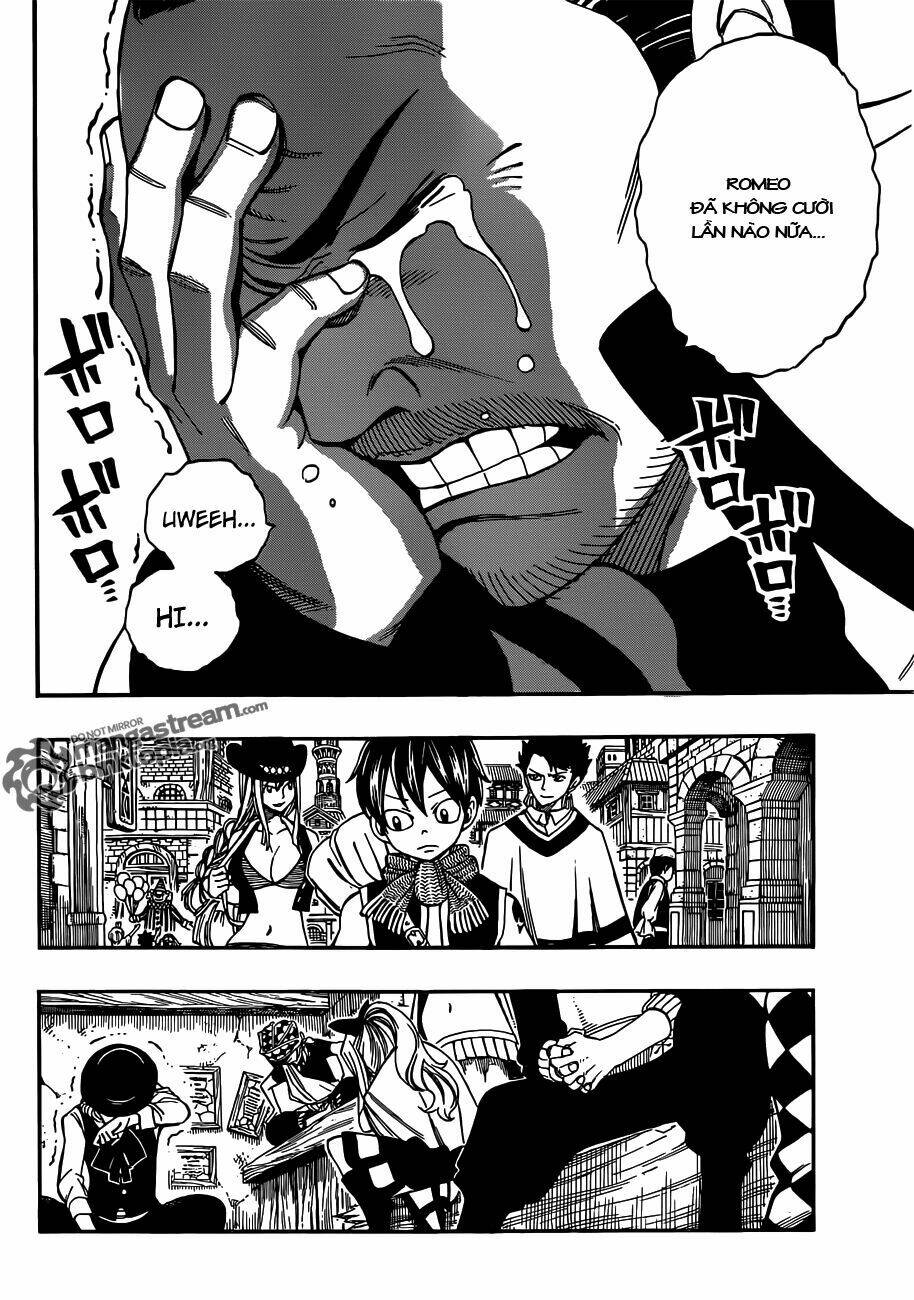 ROMEO
ĐÃ KHÔNG CƯỜI
LẦN NÀO NỮA...
ボロ
ボロ
ボロ
ボロ
UWEEH...
HI...
DO NOT MIRROR
mangastream.com